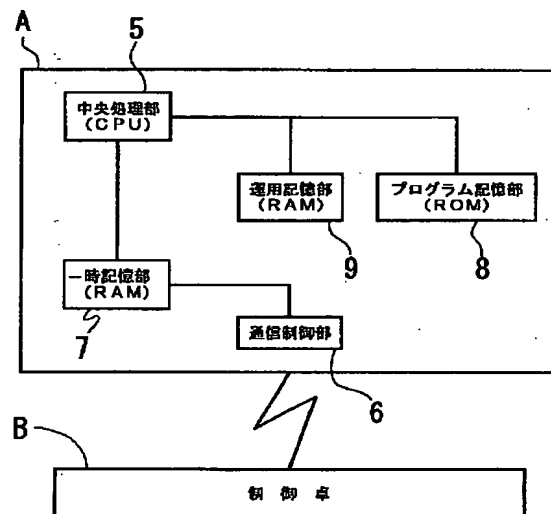 A
5
中央処理部
(CPU)
運用記憶部
(RAM)
プログラム記憶部
(ROM)
9
8
一時記憶部
(RAM)
7
通信制御部
6
B
制御卓